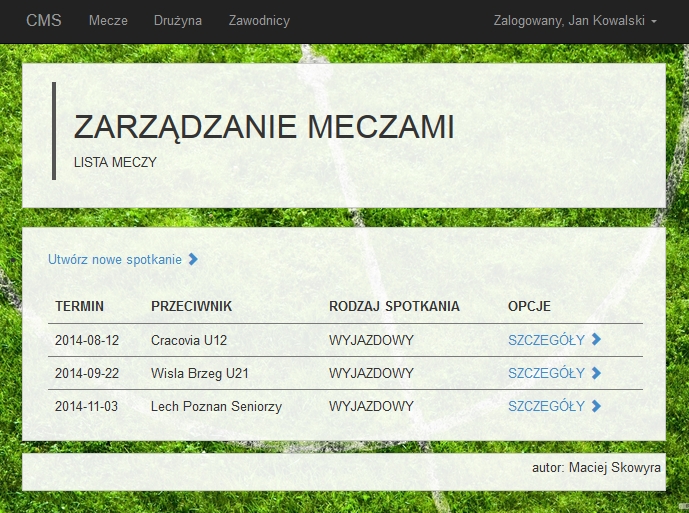 CMS Mecze Drużyna Zawodnicy Zalogowany, Jan Kowalski
ZARZĄDZANIE MECZAMI
LISTA MECZY
Utwórz nowe spotkanie
TERMIN PRZECIWNIK RODZAJ SPOTKANIA OPCJE
2014-08-12 Cracovia U12 WYJAZDOWY SZCZEGÓŁY
2014-09-22 Wisla Brzeg U21 WYJAZDOWY SZCZEGÓŁY
2014-11-03 Lech Poznan Seniorzy WYJAZDOWY SZCZEGÓŁY
autor: Maciej Skowyra